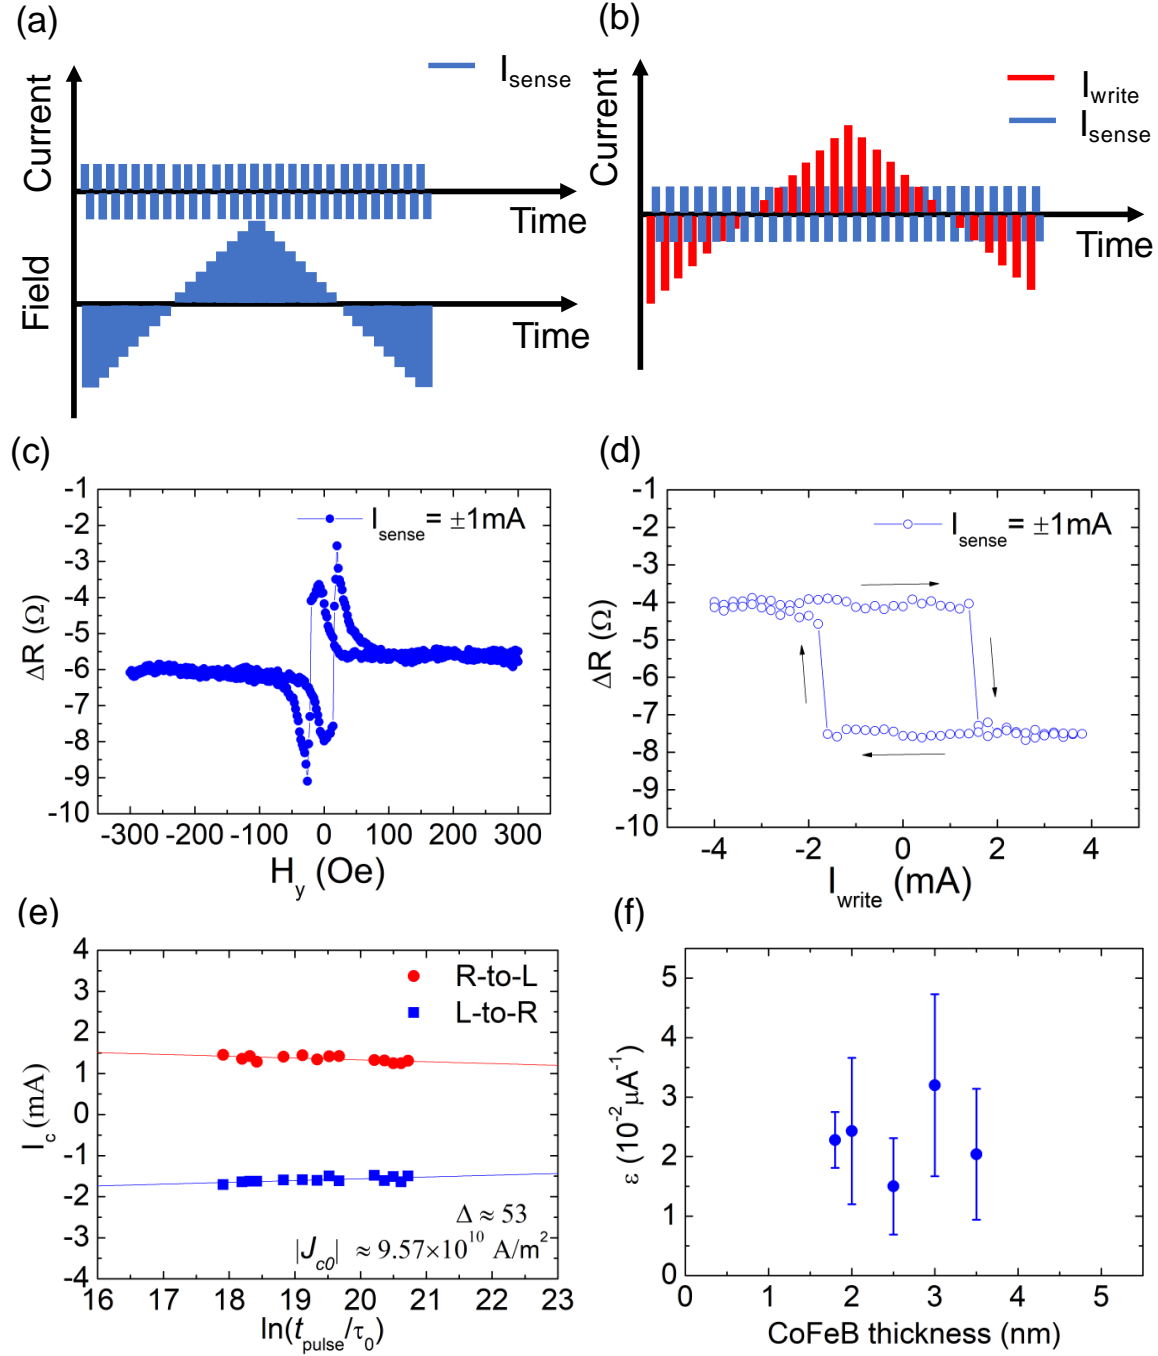 (a)
I_sense
Current
Time
Field
Time
(b)
I_write
I_sense
Current
Time
(c)
-1
-2
-3
-4
-5
-6
-7
-8
-9
-10
ΔR (Ω)
I_sense = ±1mA
-300 -200 -100 0 100 200 300
H_y (Oe)
(d)
-1
-2
-3
-4
-5
-6
-7
-8
-9
-10
ΔR (Ω)
I_sense = ±1mA
-4 -2 0 2 4
I_write (mA)
(e)
4
3
2
1
0
-1
-2
-3
-4
I_c (mA)
R-to-L
L-to-R
Δ ≈ 53
|J_c0| ≈ 9.57×10^10 A/m^2
16 17 18 19 20 21 22 23
ln(t_pulse/τ_0)
(f)
5
4
3
2
1
0
ε (10^-2 μA^-1)
0 1 2 3 4 5
CoFeB thickness (nm)